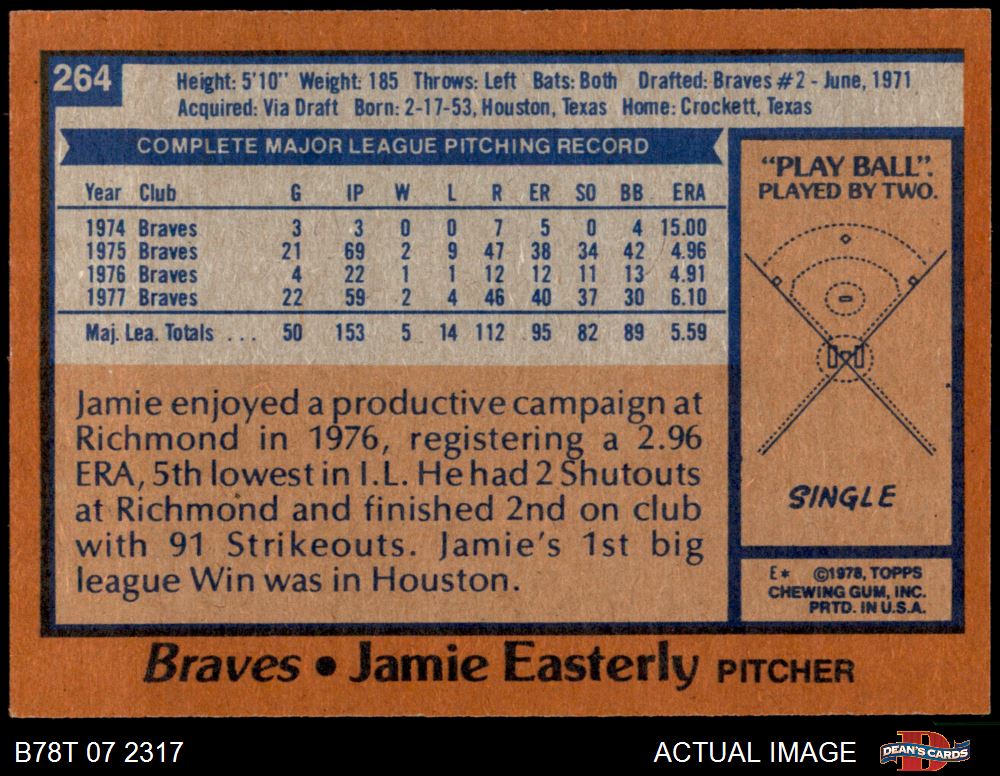 264
Height: 5'10" Weight: 185 Throws: Left Bats: Both Drafted: Braves #2 - June, 1971
Acquired: Via Draft Born: 2-17-53, Houston, Texas Home: Crockett, Texas
COMPLETE MAJOR LEAGUE PITCHING RECORD
Year Club G IP W L R ER SO BB ERA
1974 Braves 3 3 0 0 7 5 0 4 15.00
1975 Braves 21 69 2 9 47 38 34 42 4.96
1976 Braves 4 22 1 1 12 12 11 13 4.91
1977 Braves 22 59 2 4 46 40 37 30 6.10
Maj. Lea. Totals . . . 50 153 5 14 112 95 82 89 5.59
Jamie enjoyed a productive campaign at
Richmond in 1976, registering a 2.96
ERA, 5th lowest in I.L. He had 2 Shutouts
at Richmond and finished 2nd on club
with 91 Strikeouts. Jamie's 1st big
league Win was in Houston.
"PLAY BALL".
PLAYED BY TWO.
SINGLE
E* ©1978, TOPPS
CHEWING GUM, INC.
PRTD. IN U.S.A.
Braves • Jamie Easterly PITCHER
B78T 07 2317
ACTUAL IMAGE
D
DEAN'S CARDS